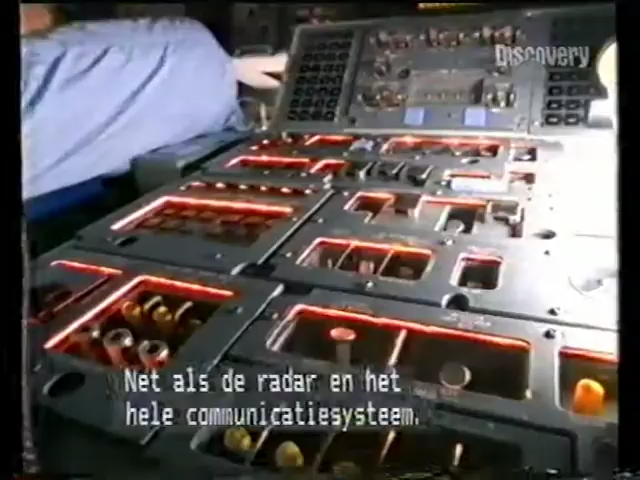 Discovery
Net als de radar en het
hele communicatiesysteem.